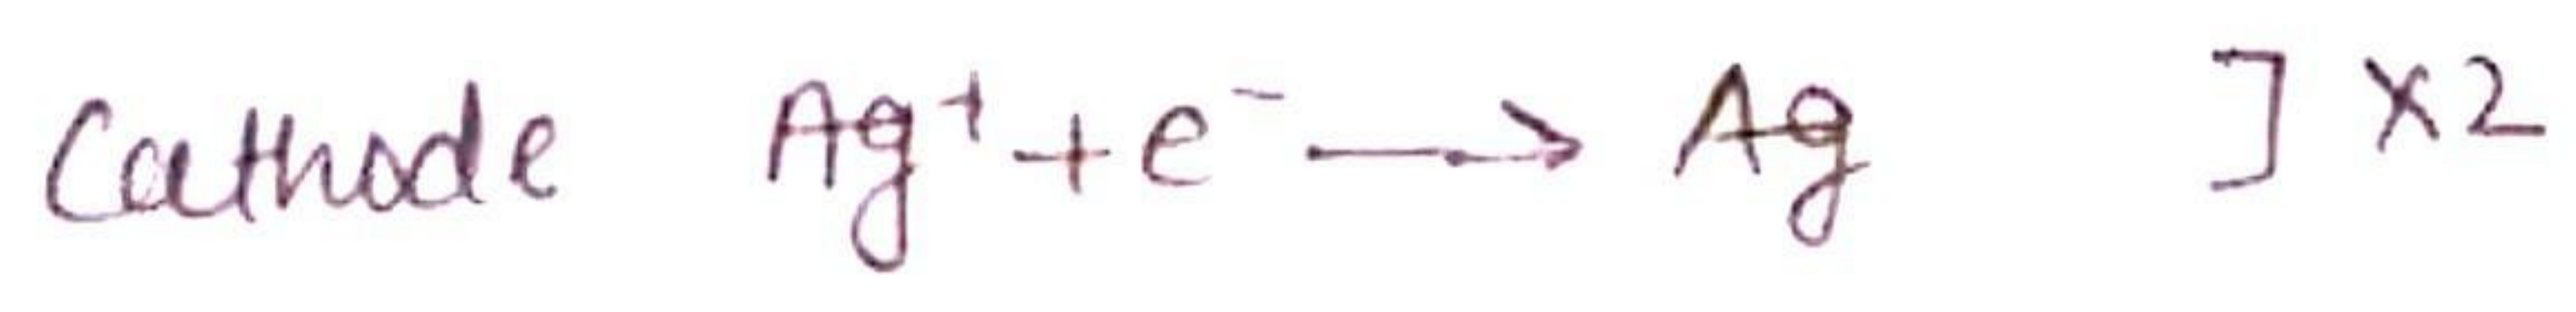 Cathode Ag⁺ + e⁻ → Ag ] ×2